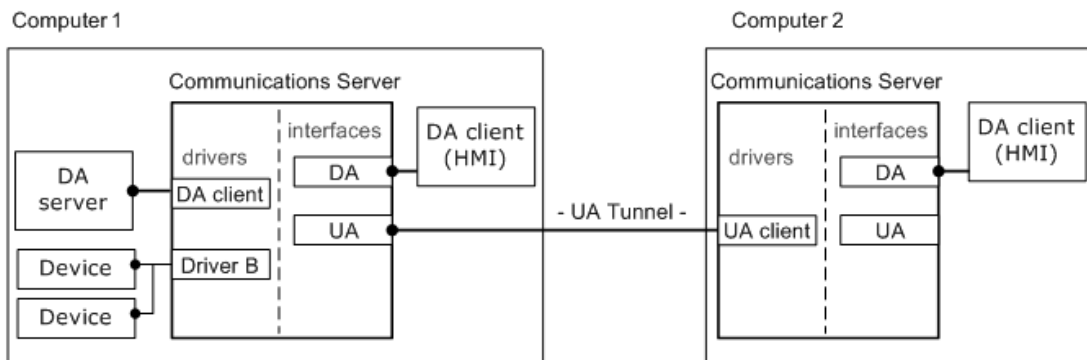 Computer 1
Computer 2
Communications Server
Communications Server
interfaces
DA client
(HMI)
interfaces
DA client
(HMI)
drivers
DA
drivers
DA
DA
server
DA client
- UA Tunnel -
UA
UA client
UA
Device
Driver B
Device